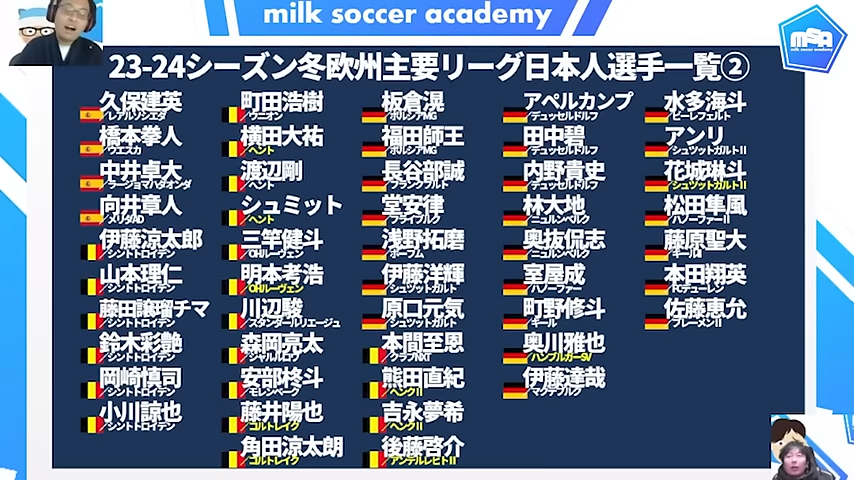 milk soccer academy
MSA
milk soccer academy
23-24シーズン冬欧州主要リーグ日本人選手一覧②
久保建英
レアルソシエダ
橋本拳人
ウエスカ
中井卓大
ラージョマハダオンダ
向井章人
メリダAD
伊藤涼太郎
シントトロイデン
山本理仁
シントトロイデン
藤田譲瑠チマ
シントトロイデン
鈴木彩艶
シントトロイデン
岡崎慎司
シントトロイデン
小川諒也
シントトロイデン
町田浩樹
ウニオン
横田大祐
ヘント
渡辺剛
ヘント
シュミット
ヘント
三竿健斗
OHルーヴェン
明本考浩
OHルーヴェン
川辺駿
スタンダールリエージュ
森岡亮太
シャルルロワ
安部柊斗
モレンベーク
藤井陽也
コルトレイク
角田涼太朗
コルトレイク
板倉滉
ボルシアMG
福田師王
ボルシアMG
長谷部誠
フランクフルト
堂安律
フライブルク
浅野拓磨
ボーフム
伊藤洋輝
シュツットガルト
原口元気
シュツットガルト
本間至恩
クラブNXT
熊田直紀
ヘンクⅡ
吉永夢希
ヘンクⅡ
後藤啓介
アンデルレヒトⅡ
アペルカンプ
デュッセルドルフ
田中碧
デュッセルドルフ
内野貴史
デュッセルドルフ
林大地
ニュルンベルク
奥抜侃志
ニュルンベルク
室屋成
ハノーファー
町野修斗
キール
奥川雅也
ハンブルガーSV
伊藤達哉
マクデブルク
水多海斗
ビーレフェルト
アンリ
シュツットガルトⅡ
花城琳斗
シュツットガルトⅡ
松田隼風
ハノーファーⅡ
藤原聖大
キールⅡ
本田翔英
FCデューレン
佐藤恵允
ブレーメンⅡ